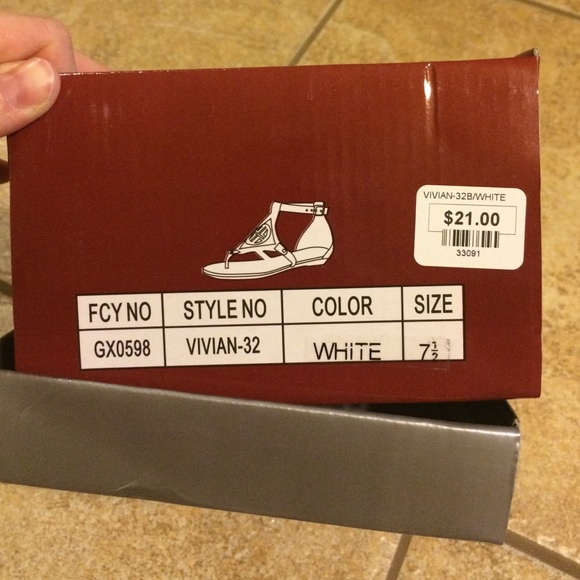 VIVIAN-32B/WHITE
$21.00
33091
FCY NO STYLE NO COLOR SIZE
GX0598 VIVIAN-32 WHITE 7½